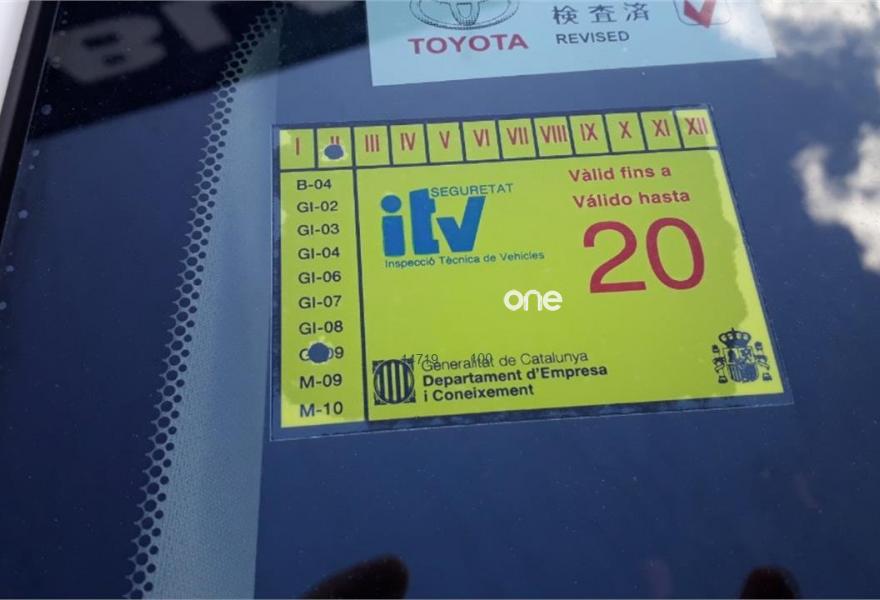 検査済
TOYOTA REVISED
I II III IV V VI VII VIII IX X XI XII
B-04
GI-02
GI-03
GI-04
GI-06
GI-07
GI-08
M-09
M-10
SEGURETAT
itv
Inspecció Tècnica de Vehicles
Vàlid fins a
Válido hasta
20
one
14719 100
Generalitat de Catalunya
Departament d'Empresa
i Coneixement